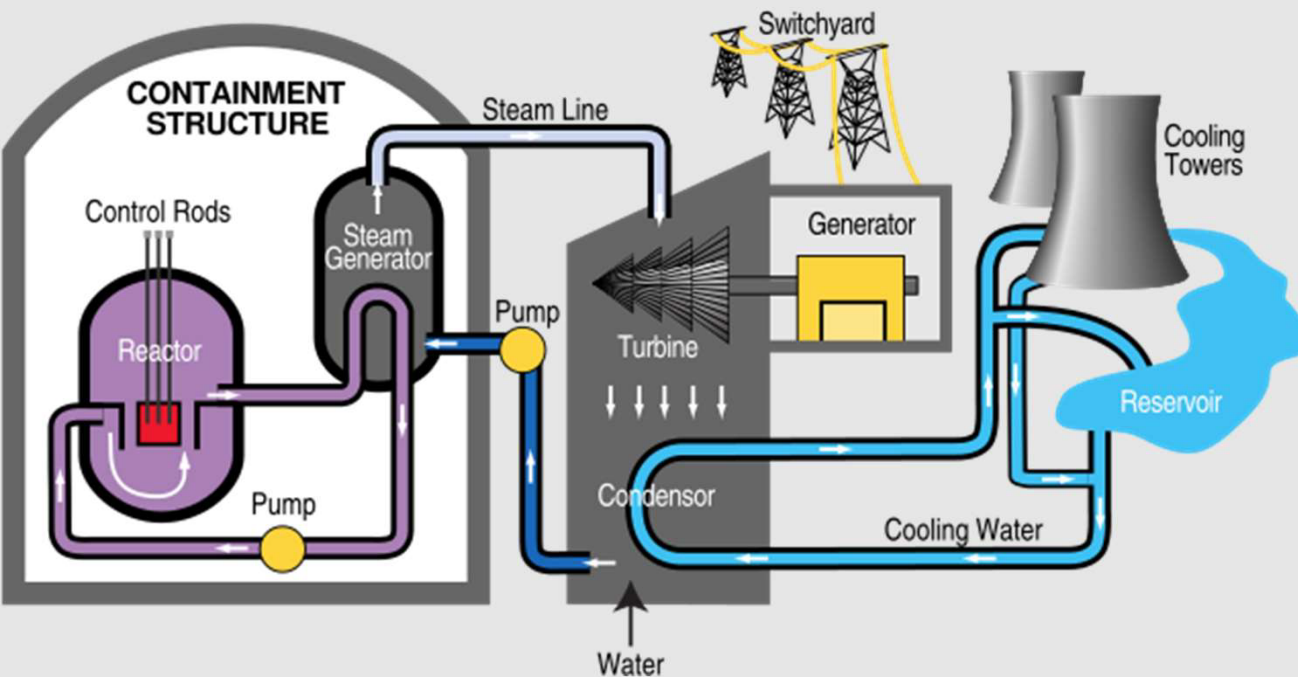 Switchyard
CONTAINMENT
STRUCTURE
Steam Line
Cooling
Towers
Control Rods
Steam
Generator
Generator
Pump
Reactor
Turbine
Reservoir
Condensor
Pump
Cooling Water
Water